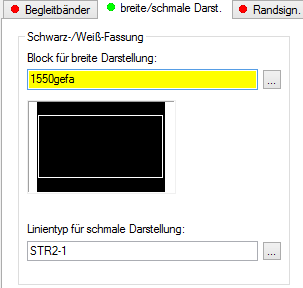 Begleitbänder breite/schmale Darst. Randsign.
Schwarz-/Weiß-Fassung
Block für breite Darstellung:
1550gefa ...
Linientyp für schmale Darstellung:
STR2-1 ...